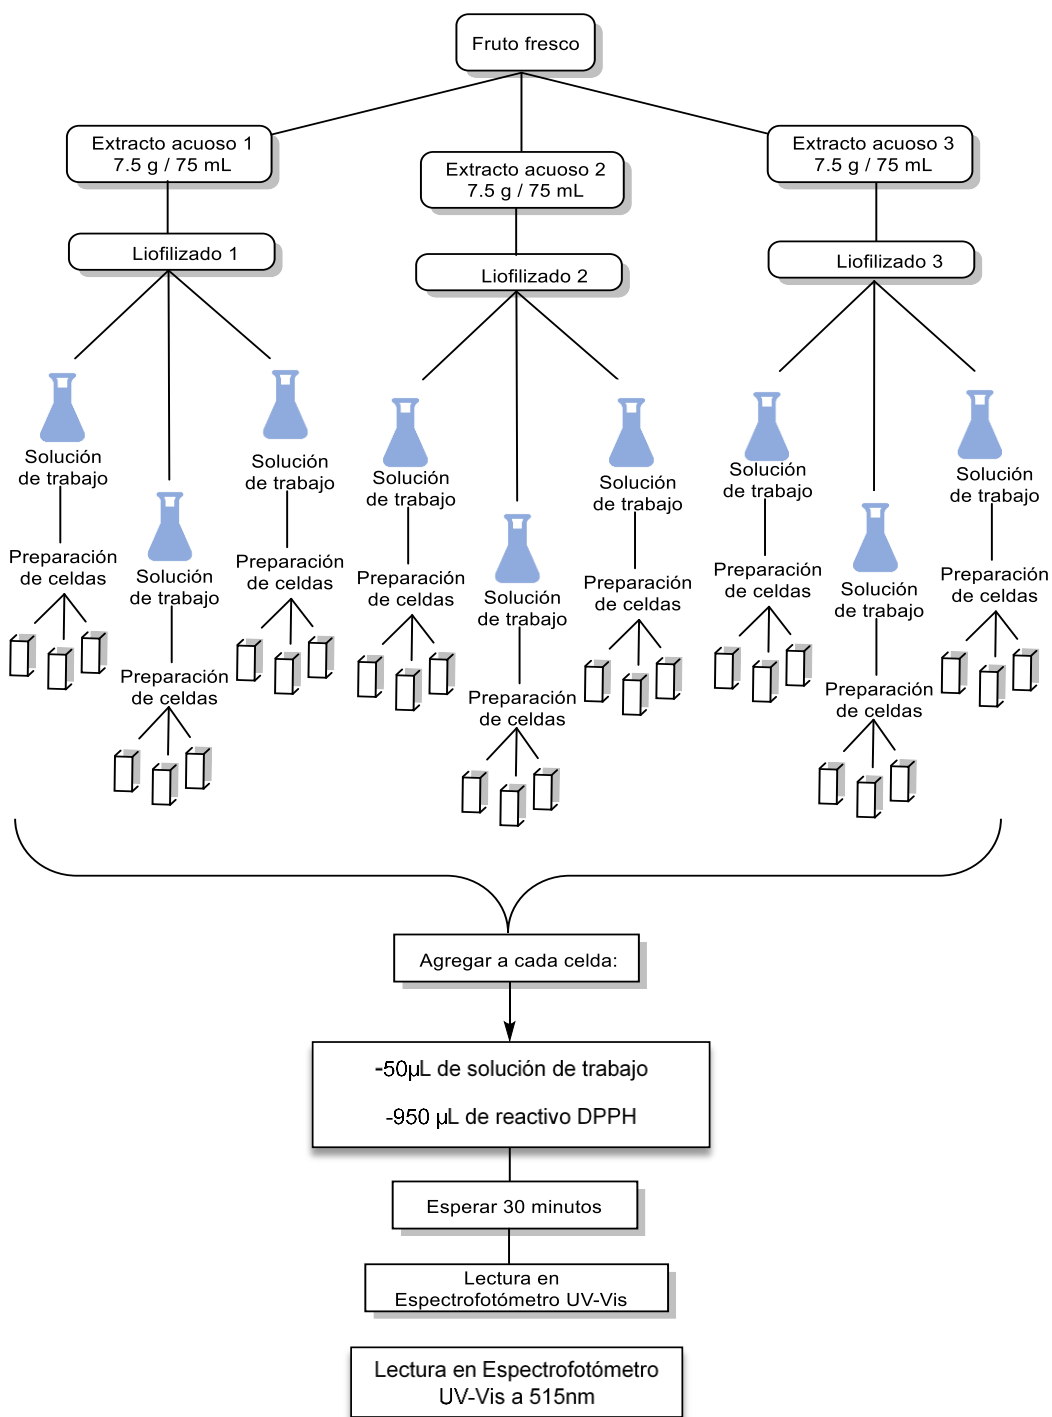 Fruto fresco
Extracto acuoso 1
7.5 g / 75 mL
Extracto acuoso 2
7.5 g / 75 mL
Extracto acuoso 3
7.5 g / 75 mL
Liofilizado 1
Liofilizado 2
Liofilizado 3
Solución
de trabajo
Preparación
de celdas
Solución
de trabajo
Preparación
de celdas
Solución
de trabajo
Preparación
de celdas
Solución
de trabajo
Preparación
de celdas
Solución
de trabajo
Preparación
de celdas
Solución
de trabajo
Preparación
de celdas
Solución
de trabajo
Preparación
de celdas
Solución
de trabajo
Preparación
de celdas
Solución
de trabajo
Preparación
de celdas
Agregar a cada celda:
-50µL de solución de trabajo
-950 µL de reactivo DPPH
Esperar 30 minutos
Lectura en
Espectrofotómetro UV-Vis
Lectura en Espectrofotómetro
UV-Vis a 515nm